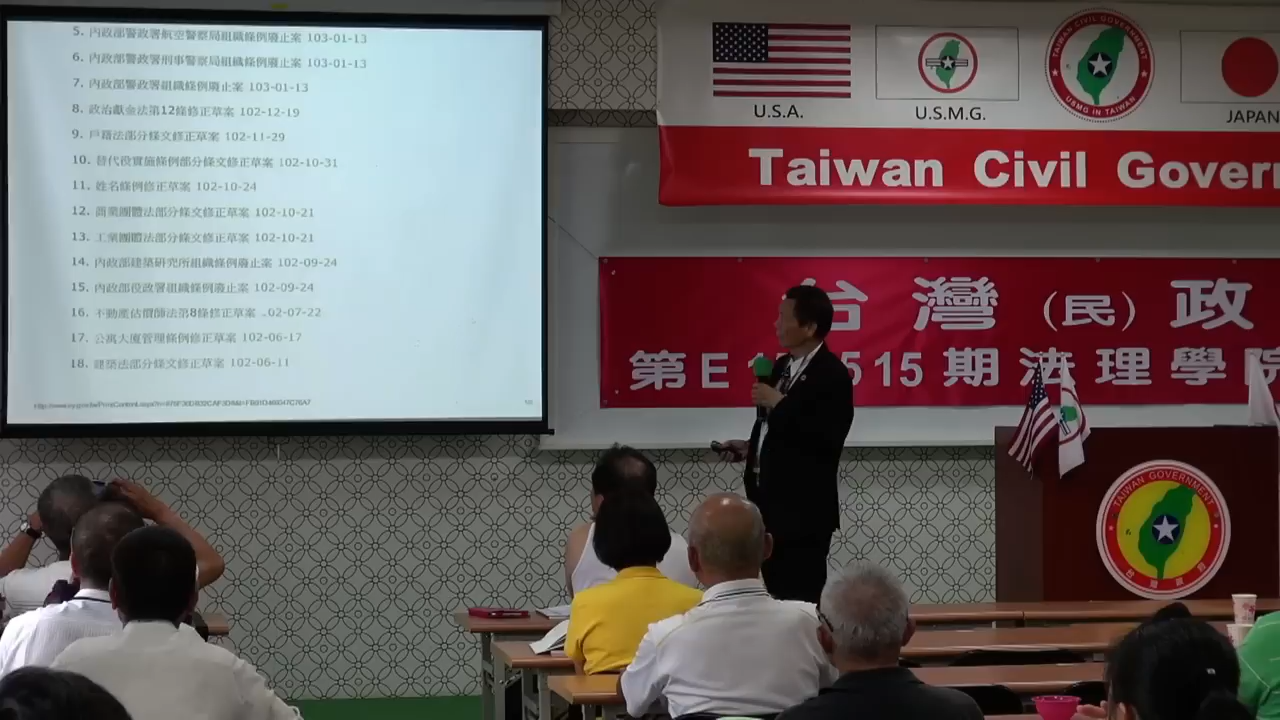 5. 內政部警政署航空警察局組織條例廢止案 103-01-13
6. 內政部警政署刑事警察局組織條例廢止案 103-01-13
7. 內政部警政署組織條例廢止案 103-01-13
8. 政治獻金法第12條修正草案 102-12-19
9. 戶籍法部分條文修正草案 102-11-29
10. 替代役實施條例部分條文修正草案 102-10-31
11. 姓名條例修正草案 102-10-24
12. 商業團體法部分條文修正草案 102-10-21
13. 工業團體法部分條文修正草案 102-10-21
14. 內政部建築研究所組織條例廢止案 102-09-24
15. 內政部役政署組織條例廢止案 102-09-24
16. 不動產估價師法第8條修正草案 02-07-22
17. 公寓大廈管理條例修正草案 102-06-17
18. 建築法部分條文修正草案 102-06-11
U.S.A.
U.S.M.G.
TAIWAN CIVIL GOVERNMENT
USMG IN TAIWAN
JAPAN
Taiwan Civil Gover
台灣(民)政
第E1 515期法理學院
TAIWAN GOVERNMENT
台灣政府